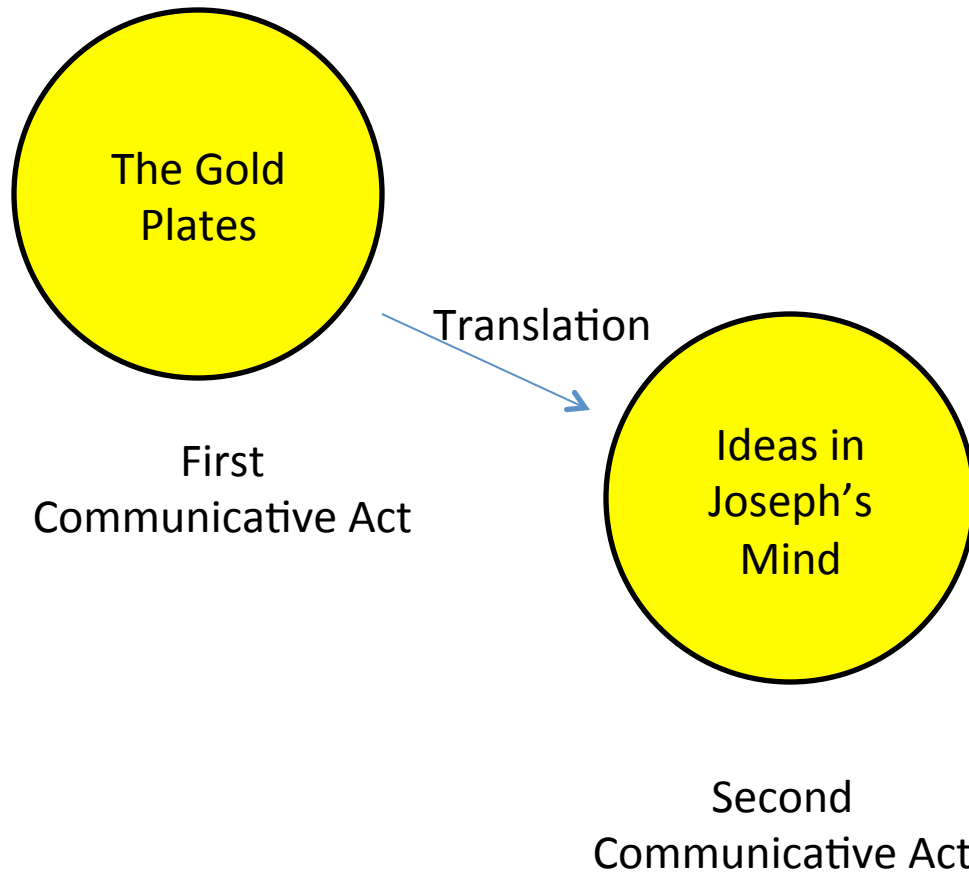 The Gold
Plates
Translation
First
Communicative Act
Ideas in
Joseph’s
Mind
Second
Communicative Act